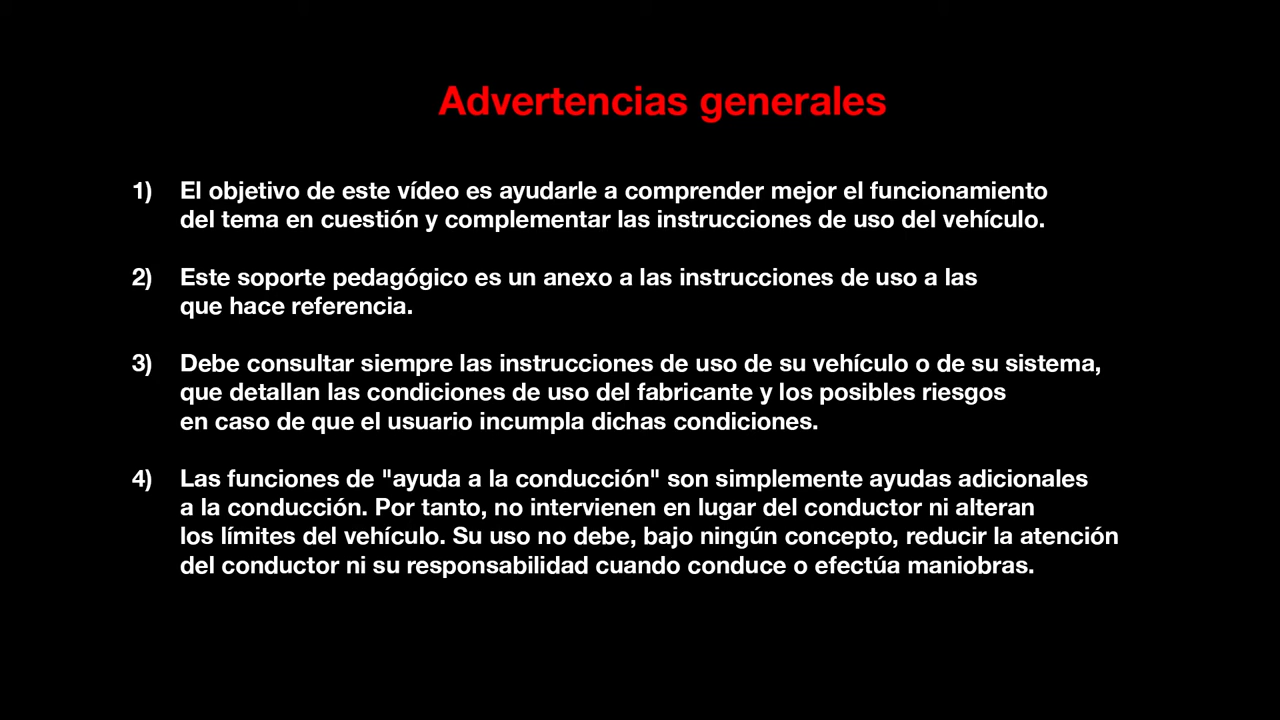 Advertencias generales
1) El objetivo de este vídeo es ayudarle a comprender mejor el funcionamiento
del tema en cuestión y complementar las instrucciones de uso del vehículo.
2) Este soporte pedagógico es un anexo a las instrucciones de uso a las
que hace referencia.
3) Debe consultar siempre las instrucciones de uso de su vehículo o de su sistema,
que detallan las condiciones de uso del fabricante y los posibles riesgos
en caso de que el usuario incumpla dichas condiciones.
4) Las funciones de "ayuda a la conducción" son simplemente ayudas adicionales
a la conducción. Por tanto, no intervienen en lugar del conductor ni alteran
los límites del vehículo. Su uso no debe, bajo ningún concepto, reducir la atención
del conductor ni su responsabilidad cuando conduce o efectúa maniobras.